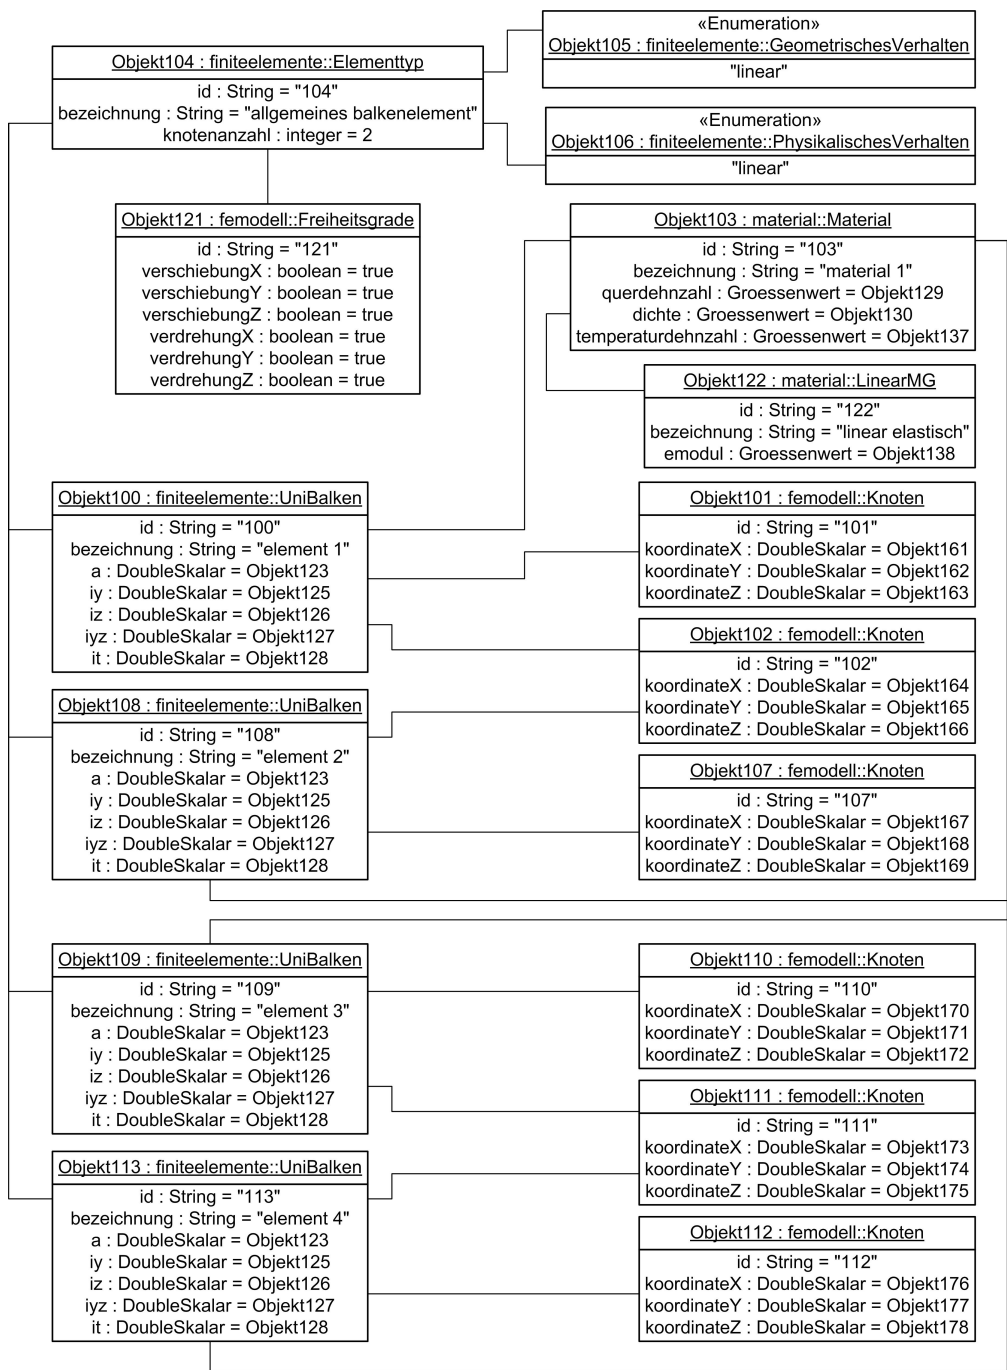 Objekt104 : finiteelemente::Elementtyp
id : String = "104"
bezeichnung : String = "allgemeines balkenelement"
knotenanzahl : integer = 2
«Enumeration»
Objekt105 : finiteelemente::GeometrischesVerhalten
"linear"
«Enumeration»
Objekt106 : finiteelemente::PhysikalischesVerhalten
"linear"
Objekt121 : femodell::Freiheitsgrade
id : String = "121"
verschiebungX : boolean = true
verschiebungY : boolean = true
verschiebungZ : boolean = true
verdrehungX : boolean = true
verdrehungY : boolean = true
verdrehungZ : boolean = true
Objekt103 : material::Material
id : String = "103"
bezeichnung : String = "material 1"
querdehnzahl : Groessenwert = Objekt129
dichte : Groessenwert = Objekt130
temperaturdehnzahl : Groessenwert = Objekt137
Objekt122 : material::LinearMG
id : String = "122"
bezeichnung : String = "linear elastisch"
emodul : Groessenwert = Objekt138
Objekt100 : finiteelemente::UniBalken
id : String = "100"
bezeichnung : String = "element 1"
a : DoubleSkalar = Objekt123
iy : DoubleSkalar = Objekt125
iz : DoubleSkalar = Objekt126
iyz : DoubleSkalar = Objekt127
it : DoubleSkalar = Objekt128
Objekt101 : femodell::Knoten
id : String = "101"
koordinateX : DoubleSkalar = Objekt161
koordinateY : DoubleSkalar = Objekt162
koordinateZ : DoubleSkalar = Objekt163
Objekt102 : femodell::Knoten
id : String = "102"
koordinateX : DoubleSkalar = Objekt164
koordinateY : DoubleSkalar = Objekt165
koordinateZ : DoubleSkalar = Objekt166
Objekt108 : finiteelemente::UniBalken
id : String = "108"
bezeichnung : String = "element 2"
a : DoubleSkalar = Objekt123
iy : DoubleSkalar = Objekt125
iz : DoubleSkalar = Objekt126
iyz : DoubleSkalar = Objekt127
it : DoubleSkalar = Objekt128
Objekt107 : femodell::Knoten
id : String = "107"
koordinateX : DoubleSkalar = Objekt167
koordinateY : DoubleSkalar = Objekt168
koordinateZ : DoubleSkalar = Objekt169
Objekt109 : finiteelemente::UniBalken
id : String = "109"
bezeichnung : String = "element 3"
a : DoubleSkalar = Objekt123
iy : DoubleSkalar = Objekt125
iz : DoubleSkalar = Objekt126
iyz : DoubleSkalar = Objekt127
it : DoubleSkalar = Objekt128
Objekt110 : femodell::Knoten
id : String = "110"
koordinateX : DoubleSkalar = Objekt170
koordinateY : DoubleSkalar = Objekt171
koordinateZ : DoubleSkalar = Objekt172
Objekt111 : femodell::Knoten
id : String = "111"
koordinateX : DoubleSkalar = Objekt173
koordinateY : DoubleSkalar = Objekt174
koordinateZ : DoubleSkalar = Objekt175
Objekt113 : finiteelemente::UniBalken
id : String = "113"
bezeichnung : String = "element 4"
a : DoubleSkalar = Objekt123
iy : DoubleSkalar = Objekt125
iz : DoubleSkalar = Objekt126
iyz : DoubleSkalar = Objekt127
it : DoubleSkalar = Objekt128
Objekt112 : femodell::Knoten
id : String = "112"
koordinateX : DoubleSkalar = Objekt176
koordinateY : DoubleSkalar = Objekt177
koordinateZ : DoubleSkalar = Objekt178